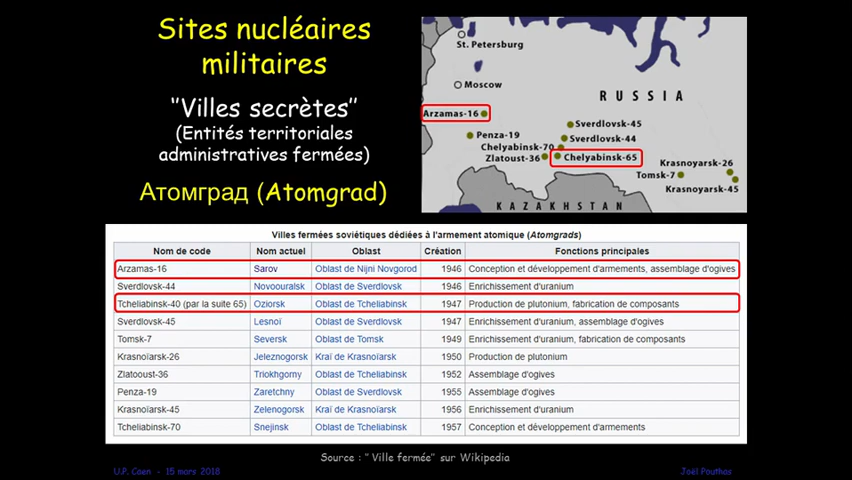 Sites nucléaires
militaires
‘‘Villes secrètes’’
(Entités territoriales
administratives fermées)
Атомград (Atomgrad)
St. Petersburg
Moscow
RUSSIA
Arzamas-16
Sverdlovsk-45
Penza-19
Sverdlovsk-44
Chelyabinsk-70
Zlatoust-36
Chelyabinsk-65
Krasnoyarsk-26
Tomsk-7
Krasnoyarsk-45
KAZAKHSTAN
Villes fermées soviétiques dédiées à l'armement atomique (Atomgrads)
Nom de code Nom actuel Oblast Création Fonctions principales
Arzamas-16 Sarov Oblast de Nijni Novgorod 1946 Conception et développement d'armements, assemblage d'ogives
Sverdlovsk-44 Novoouralsk Oblast de Sverdlovsk 1946 Enrichissement d'uranium
Tcheliabinsk-40 (par la suite 65) Oziorsk Oblast de Tcheliabinsk 1947 Production de plutonium, fabrication de composants
Sverdlovsk-45 Lesnoï Oblast de Sverdlovsk 1947 Enrichissement d'uranium, assemblage d'ogives
Tomsk-7 Seversk Oblast de Tomsk 1949 Enrichissement d'uranium, fabrication de composants
Krasnoïarsk-26 Jeleznogorsk Kraï de Krasnoïarsk 1950 Production de plutonium
Zlatooust-36 Triokhgorny Oblast de Tcheliabinsk 1952 Assemblage d'ogives
Penza-19 Zaretchny Oblast de Sverdlovsk 1955 Assemblage d'ogives
Krasnoïarsk-45 Zelenogorsk Kraï de Krasnoïarsk 1956 Enrichissement d'uranium
Tcheliabinsk-70 Snejinsk Oblast de Tcheliabinsk 1957 Conception et développement d'armements
Source : ‘‘ Ville fermée’’ sur Wikipedia
U.P. Caen - 15 mars 2018
Joël Pouthas